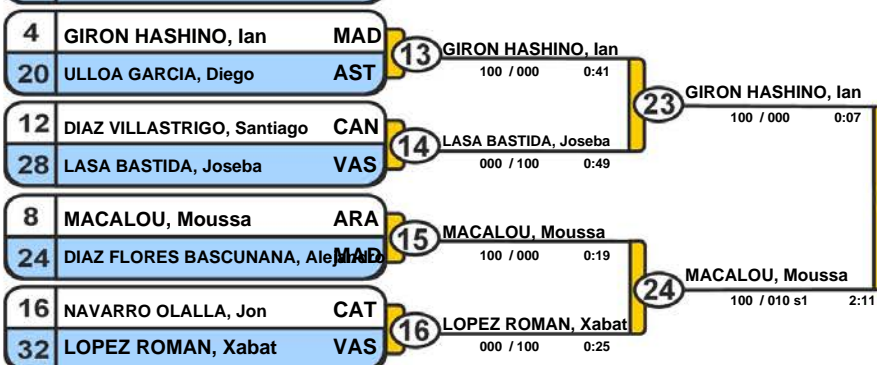 4 GIRON HASHINO, Ian MAD
20 ULLOA GARCIA, Diego AST
13 GIRON HASHINO, Ian
100 / 000 0:41
12 DIAZ VILLASTRIGO, Santiago CAN
28 LASA BASTIDA, Joseba VAS
14 LASA BASTIDA, Joseba
000 / 100 0:49
23 GIRON HASHINO, Ian
100 / 000 0:07
8 MACALOU, Moussa ARA
24 DIAZ FLORES BASCUNANA, Alejandro MAD
15 MACALOU, Moussa
100 / 000 0:19
16 NAVARRO OLALLA, Jon CAT
32 LOPEZ ROMAN, Xabat VAS
16 LOPEZ ROMAN, Xabat
000 / 100 0:25
24 MACALOU, Moussa
100 / 010 s1 2:11